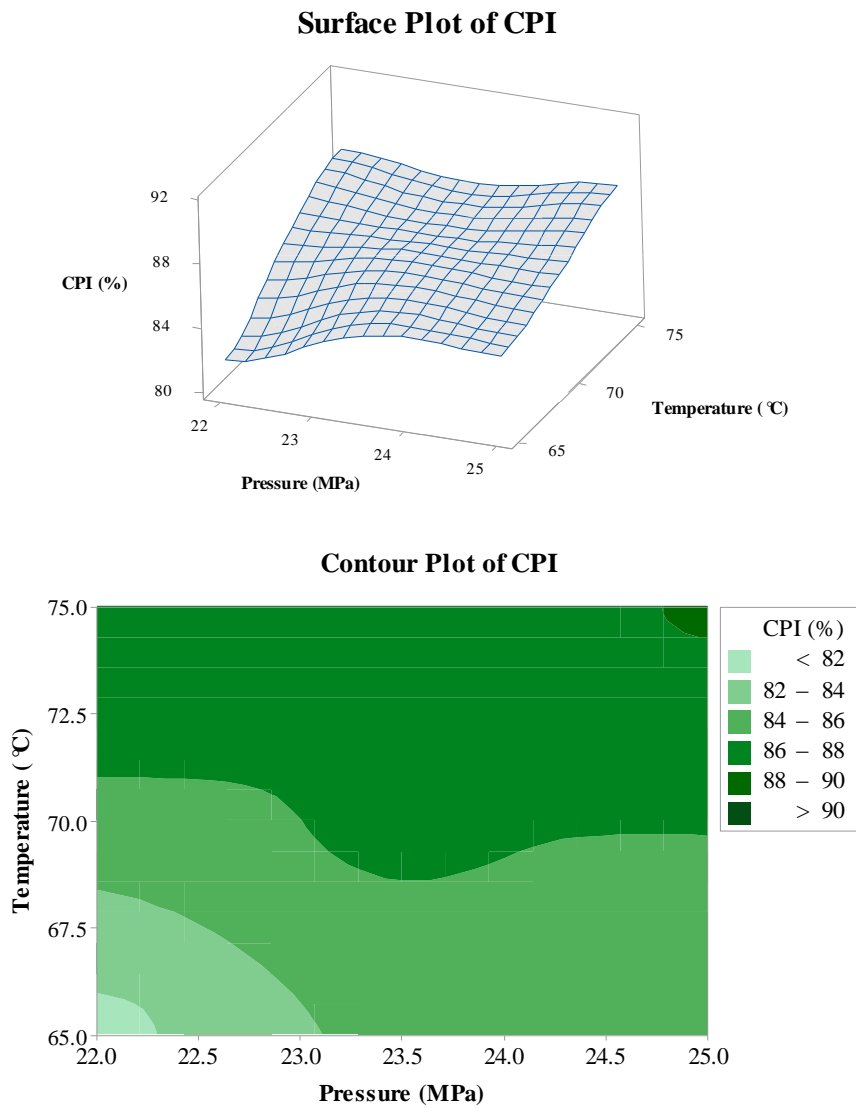 Surface Plot of CPI
92
88
CPI (%)
84
80
22
23
24
25
Pressure (MPa)
75
70
65
Temperature ( °C)
Contour Plot of CPI
75.0
72.5
70.0
67.5
65.0
Temperature ( °C)
22.0 22.5 23.0 23.5 24.0 24.5 25.0
Pressure (MPa)
CPI (%)
< 82
82 – 84
84 – 86
86 – 88
88 – 90
> 90